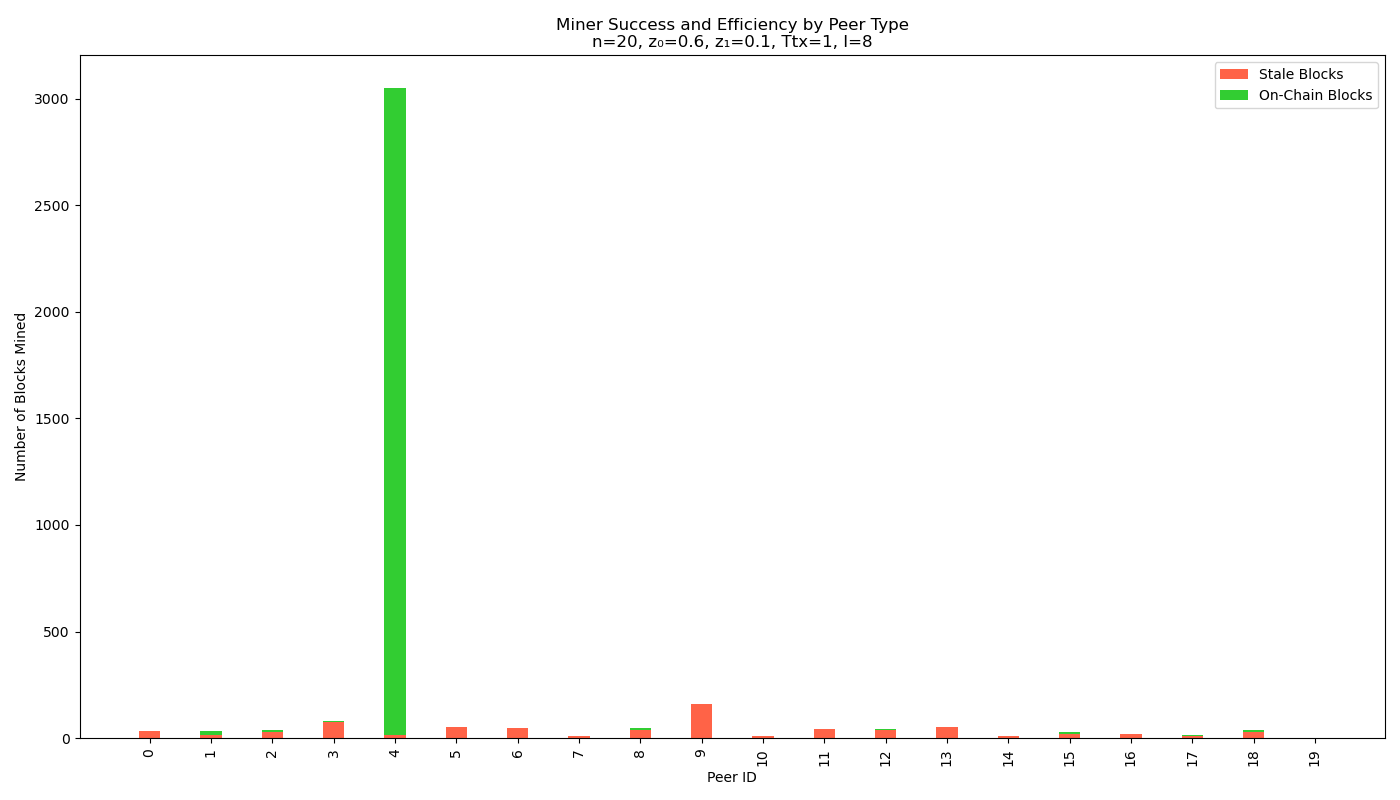 Miner Success and Efficiency by Peer Type
n=20, z₀=0.6, z₁=0.1, Ttx=1, I=8
Stale Blocks
On-Chain Blocks
Number of Blocks Mined
3000
2500
2000
1500
1000
500
0
0 1 2 3 4 5 6 7 8 9 10 11 12 13 14 15 16 17 18 19
Peer ID